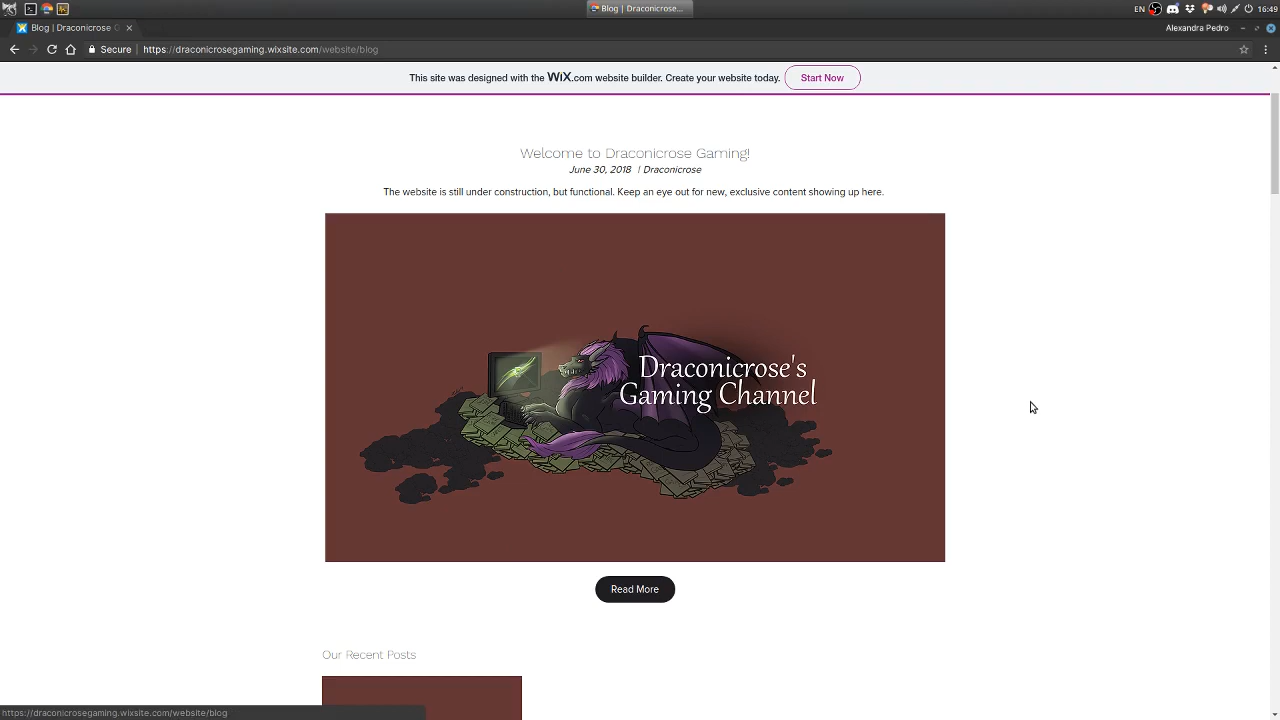 Blog | Draconicrose...
EN
16:49
Blog | Draconicrose G
Alexandra Pedro
Secure
https://draconicrosegaming.wixsite.com/website/blog
This site was designed with the WiX.com website builder. Create your website today.
Start Now
Welcome to Draconicrose Gaming!
June 30, 2018 | Draconicrose
The website is still under construction, but functional. Keep an eye out for new, exclusive content showing up here.
Draconicrose's
Gaming Channel
Read More
Our Recent Posts
https://draconicrosegaming.wixsite.com/website/blog